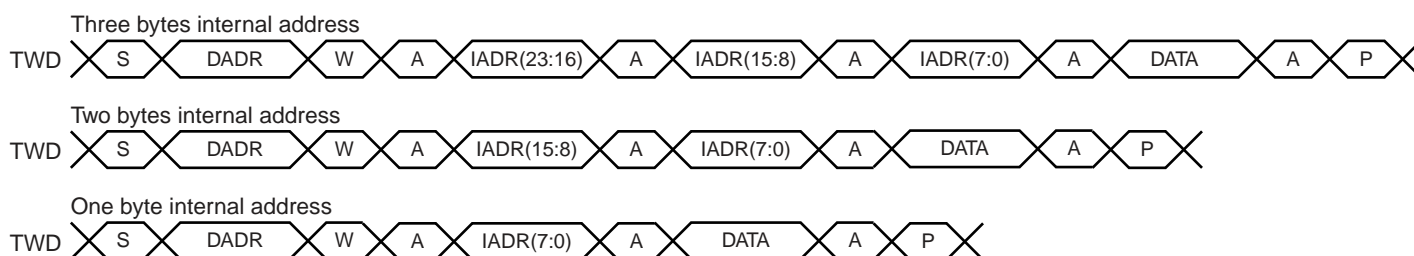 Three bytes internal address
TWD S DADR W A IADR(23:16) A IADR(15:8) A IADR(7:0) A DATA A P
Two bytes internal address
TWD S DADR W A IADR(15:8) A IADR(7:0) A DATA A P
One byte internal address
TWD S DADR W A IADR(7:0) A DATA A P